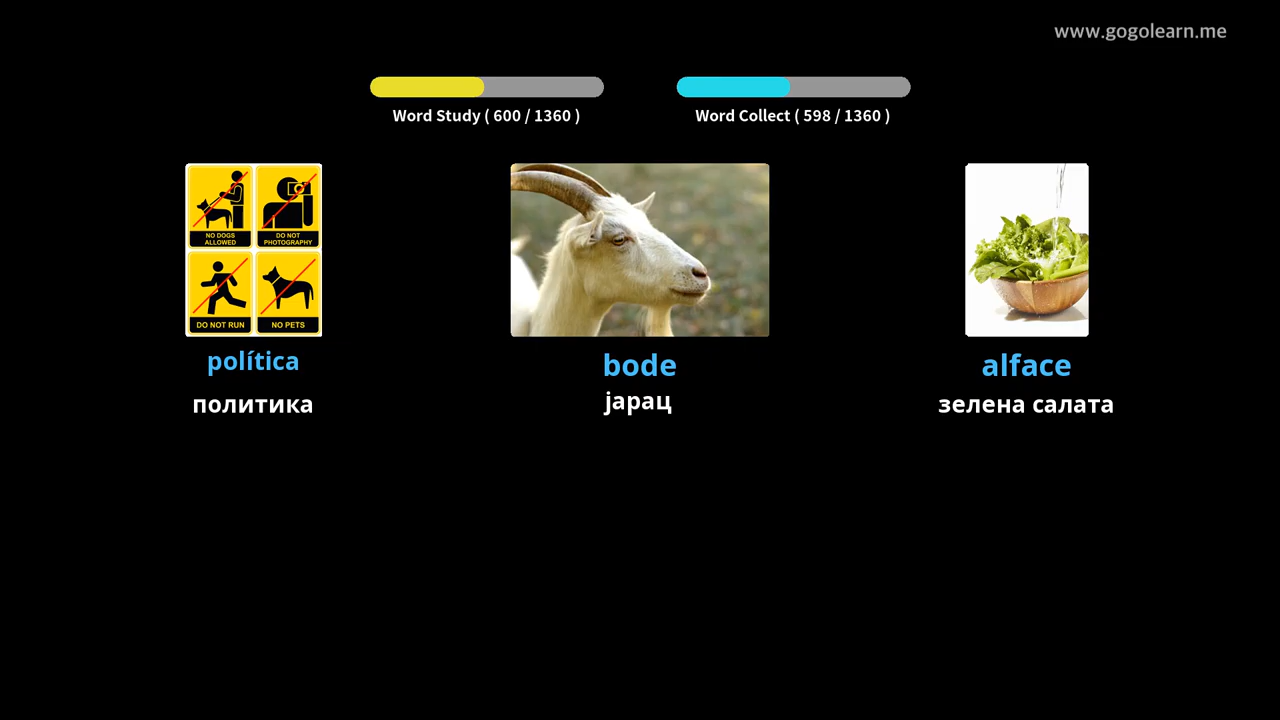 www.gogolearn.me
Word Study ( 600 / 1360 )
Word Collect ( 598 / 1360 )
NO DOGS
ALLOWED
DO NOT
PHOTOGRAPHY
DO NOT RUN
NO PETS
política
bode
alface
политика
јарац
зелена салата